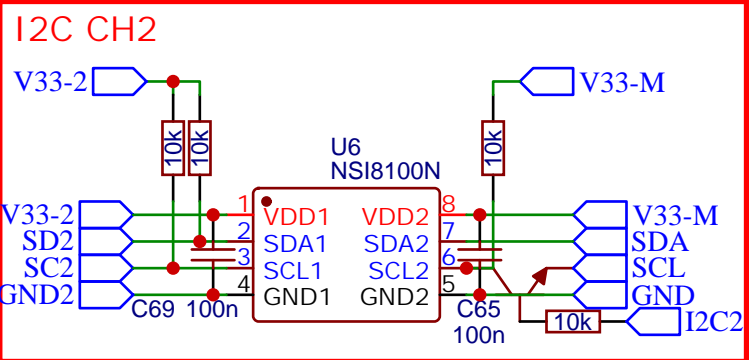 I2C CH2
V33-2
V33-M
10k
10k
10k
U6
NSI8100N
V33-2
1
VDD1
VDD2
8
V33-M
SD2
2
SDA1
SDA2
7
SDA
SC2
3
SCL1
SCL2
6
SCL
GND2
4
GND1
GND2
5
GND
C69
100n
C65
100n
10k
I2C2